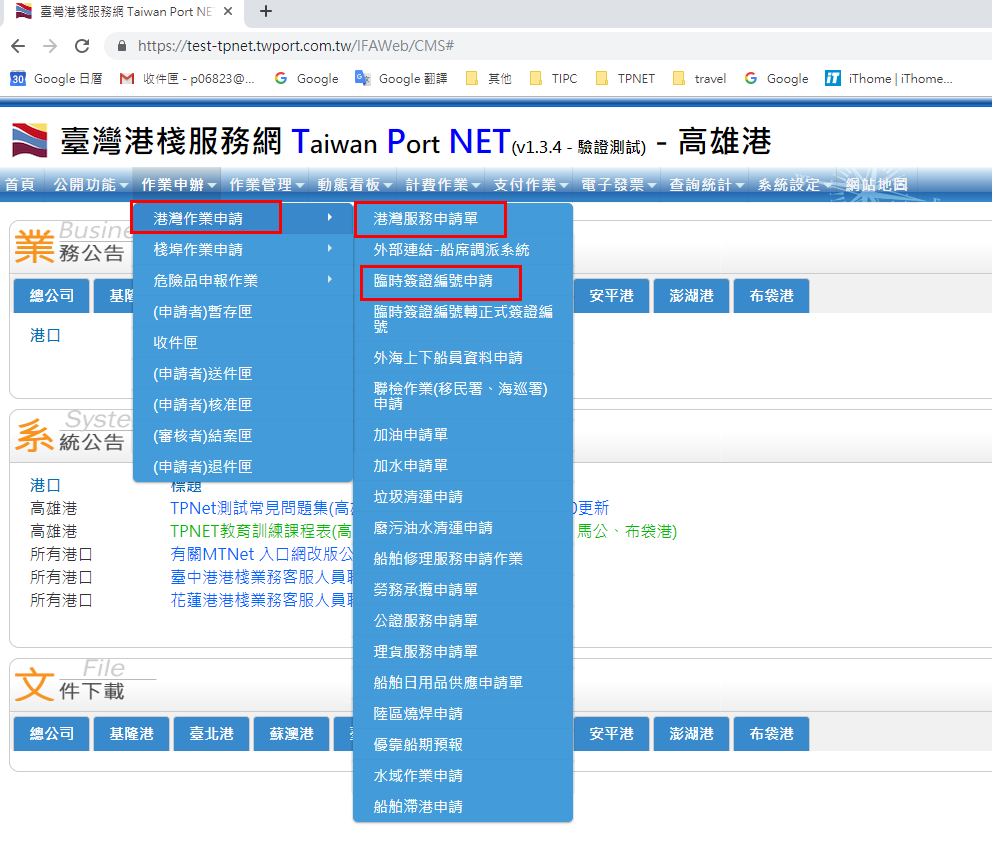 臺灣港棧服務網 Taiwan Port NE
https://test-tpnet.twport.com.tw/IFAWeb/CMS#
30 Google 日曆 收件匣 - p06823@... Google Google 翻譯 其他 TIPC TPNET travel Google iThome | iThome...
臺灣港棧服務網 Taiwan Port NET(v1.3.4 - 驗證測試) - 高雄港
首頁 公開功能 作業申辦 作業管理 動態看板 計費作業 支付作業 電子發票 查詢統計 系統設定 網站地圖
港灣作業申請
棧埠作業申請
危險品申報作業
(申請者)暫存匣
收件匣
(申請者)送件匣
(申請者)核准匣
(審核者)結案匣
(申請者)退件匣
港灣服務申請單
外部連結-船席調派系統
臨時簽證編號申請
臨時簽證編號轉正式簽證編
號
外海上下船員資料申請
聯檢作業(移民署、海巡署)
申請
加油申請單
加水申請單
垃圾清運申請
廢污油水清運申請
船舶修理服務申請作業
勞務承攬申請單
公證服務申請單
理貨服務申請單
船舶日用品供應申請單
陸區燒焊申請
優靠船期預報
水域作業申請
船舶滯港申請
Busine
業務公告
總公司 基隆 安平港 澎湖港 布袋港
港口
Syste
系統公告
港口 標題
高雄港 TPNet測試常見問題集(高 0更新
高雄港 TPNET教育訓練課程表(高 馬公、布袋港)
所有港口 有關MTNet 入口網改版公
所有港口 臺中港港棧業務客服人員
所有港口 花蓮港港棧業務客服人員
File
文件下載
總公司 基隆港 臺北港 蘇澳港 安平港 澎湖港 布袋港